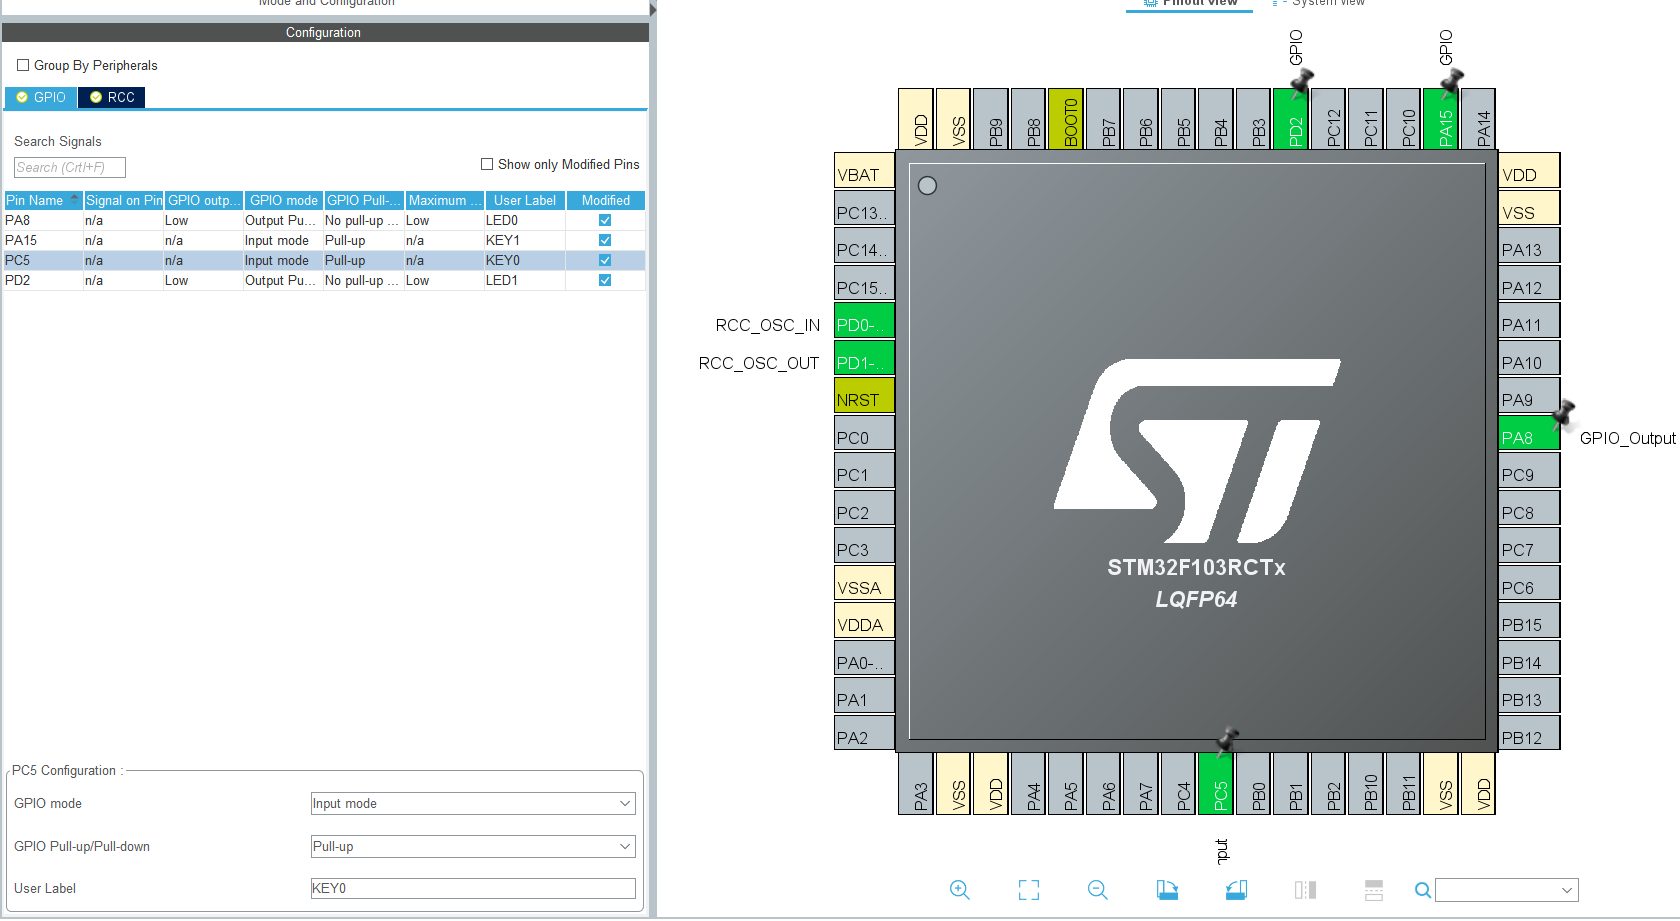 Mode and Configuration
Configuration
Group By Peripherals
GPIO
RCC
Search Signals
Search (Crtl+F)
Show only Modified Pins
Pin Name Signal on Pin GPIO outp... GPIO mode GPIO Pull-... Maximum ... User Label Modified
PA8 n/a Low Output Pu... No pull-up ... Low LED0
PA15 n/a n/a Input mode Pull-up n/a KEY1
PC5 n/a n/a Input mode Pull-up n/a KEY0
PD2 n/a Low Output Pu... No pull-up ... Low LED1
PC5 Configuration :
GPIO mode Input mode
GPIO Pull-up/Pull-down Pull-up
User Label KEY0
Pinout view
System view
GPIO
GPIO
VDD VSS PB9 PB8 BOOT0 PB7 PB6 PB5 PB4 PB3 PD2 PC12 PC11 PC10 PA15 PA14
VBAT
PC13..
PC14..
PC15..
RCC_OSC_IN PD0-..
RCC_OSC_OUT PD1-..
NRST
PC0
PC1
PC2
PC3
VSSA
VDDA
PA0-..
PA1
PA2
ST
STM32F103RCTx
LQFP64
VDD
VSS
PA13
PA12
PA11
PA10
PA9
PA8 GPIO_Output
PC9
PC8
PC7
PC6
PB15
PB14
PB13
PB12
PA3 VSS VDD PA4 PA5 PA6 PA7 PC4 PC5 PB0 PB1 PB2 PB10 PB11 VSS VDD